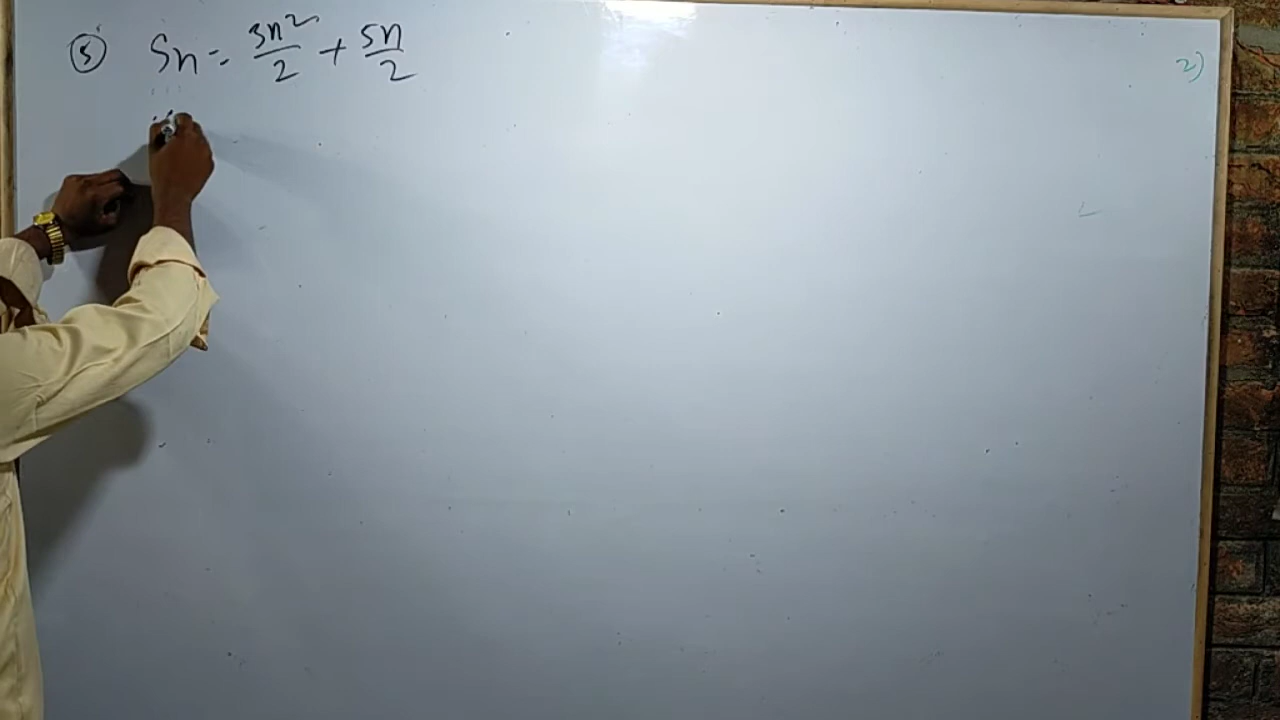 ⑤ Sn = 3n²/2 + 5n/2
2)